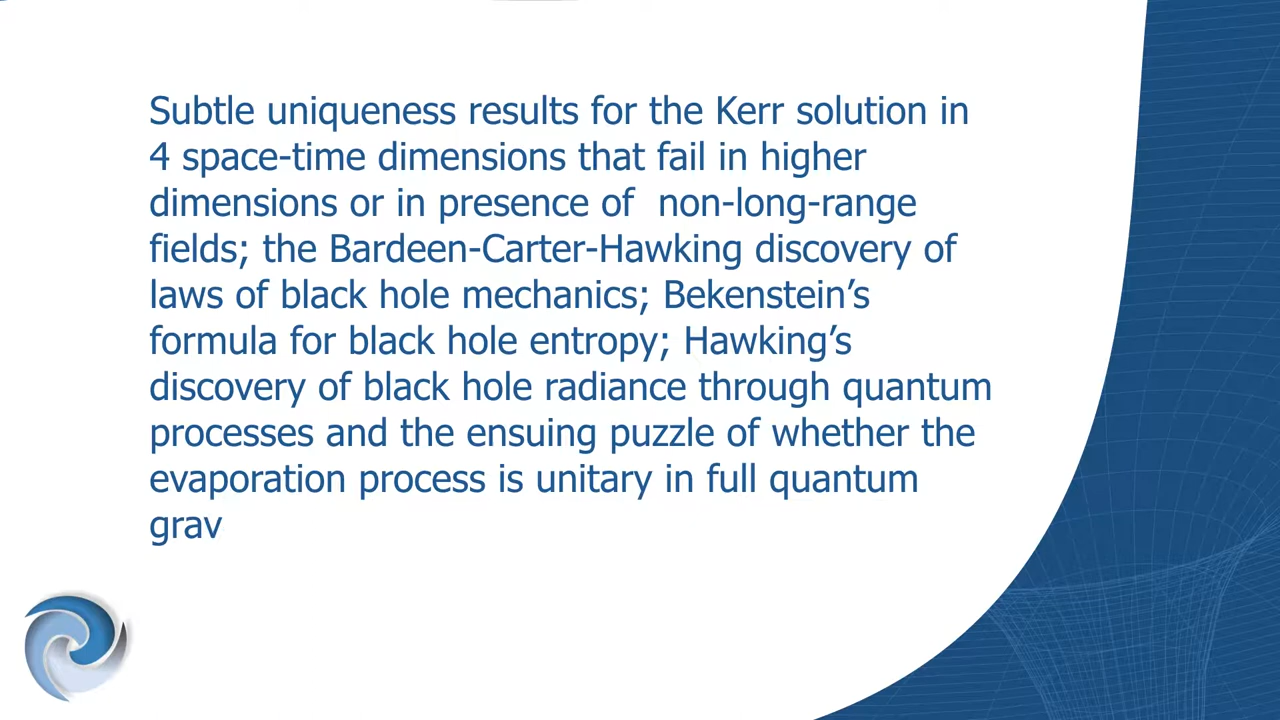 Subtle uniqueness results for the Kerr solution in
4 space-time dimensions that fail in higher
dimensions or in presence of  non-long-range
fields; the Bardeen-Carter-Hawking discovery of
laws of black hole mechanics; Bekenstein’s
formula for black hole entropy; Hawking’s
discovery of black hole radiance through quantum
processes and the ensuing puzzle of whether the
evaporation process is unitary in full quantum
grav